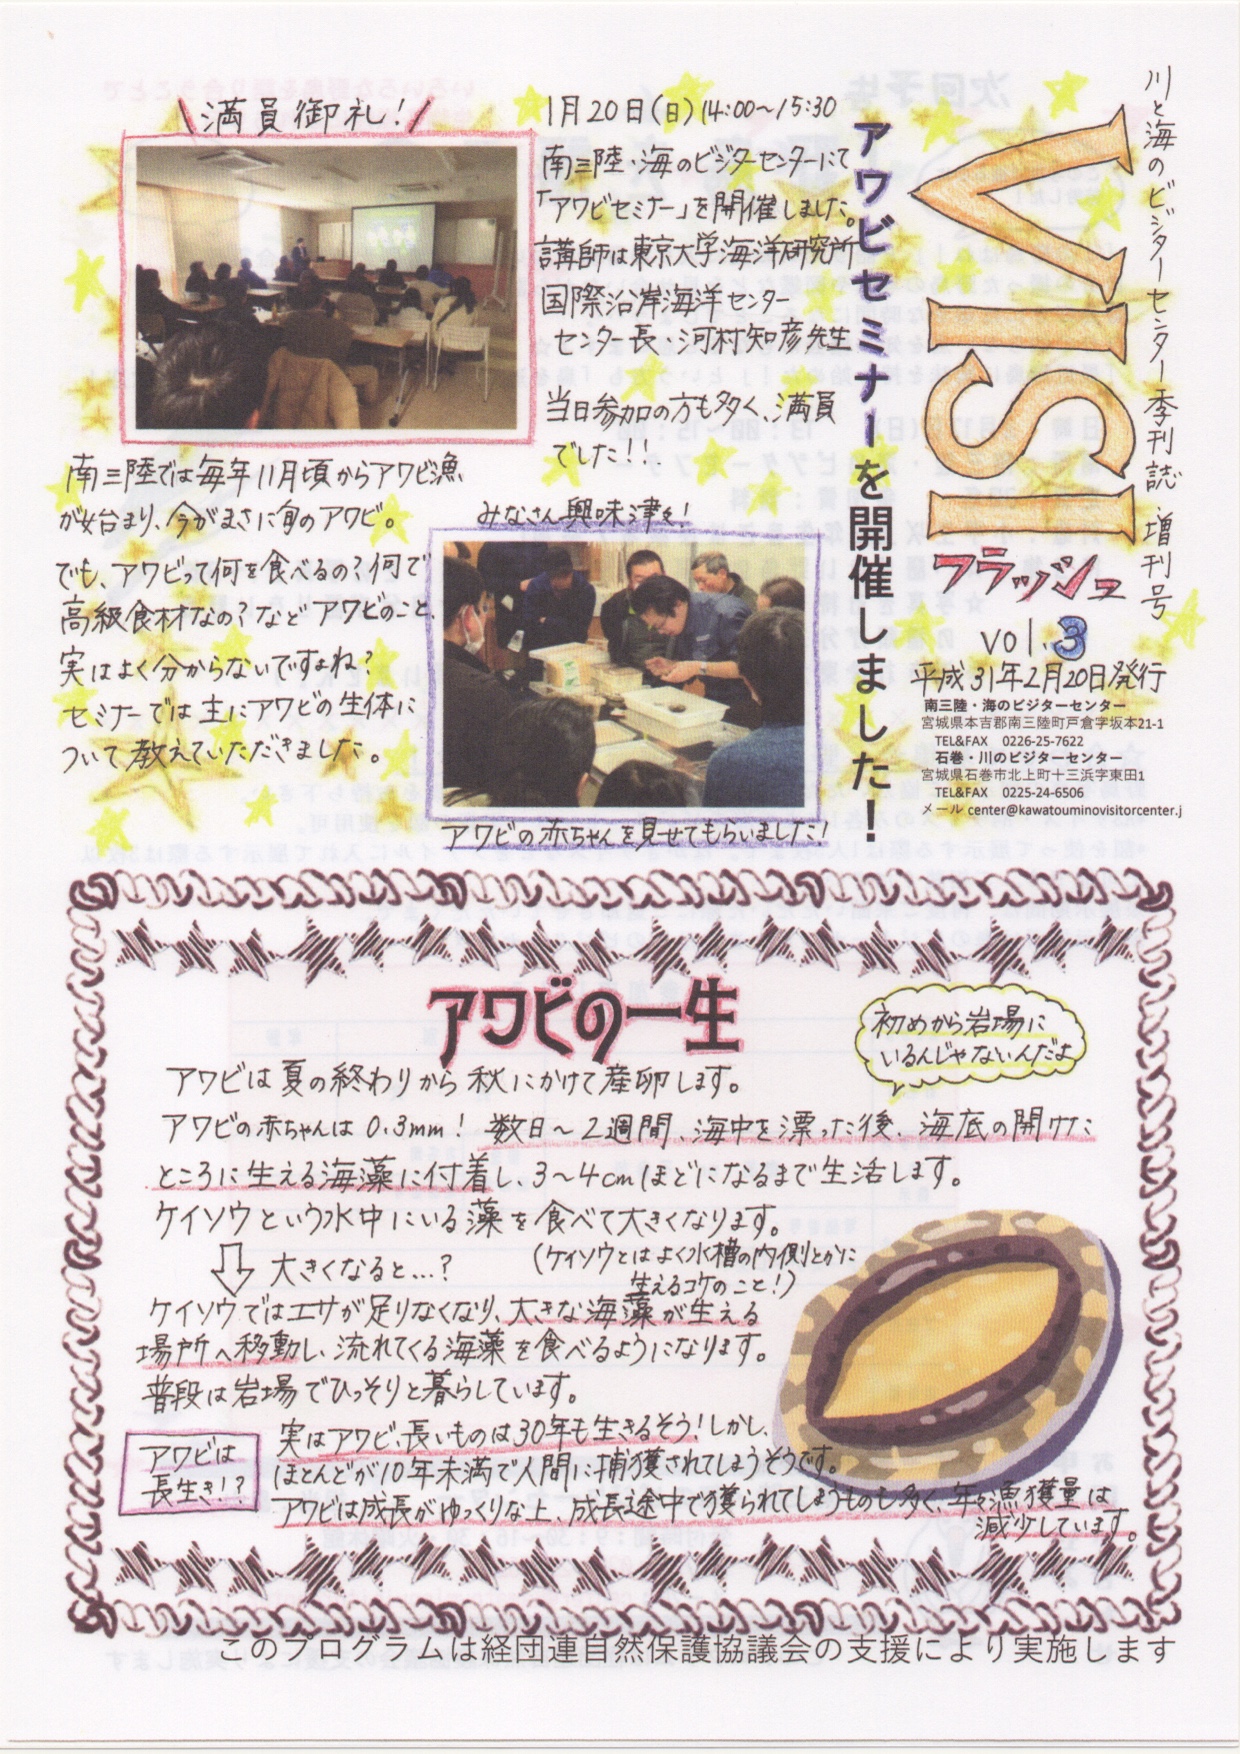 川と海のビジターセンター季刊誌 増刊号
VISI
フラッシュ
vol.3
平成31年2月20日発行
南三陸・海のビジターセンター
宮城県本吉郡南三陸町戸倉字坂本21-1
TEL&FAX 0226-25-7622
石巻・川のビジターセンター
宮城県石巻市北上町十三浜字東田1
TEL&FAX 0225-24-6506
メール center@kawatouminovisitorcenter.j
アワビセミナーを開催しました!
満員御礼!
1月20日(日)14:00~15:30
南三陸・海のビジターセンターにて
「アワビセミナー」を開催しました。
講師は東京大学海洋研究所
国際沿岸海洋センター
センター長・河村知彦先生
当日参加の方も多く、満員
でした!!
南三陸では毎年11月頃からアワビ漁
が始まり、今がまさに旬のアワビ。
でも、アワビって何を食べるの?何で
高級食材なの?などアワビのこと、
実はよく分からないですよね?
セミナーでは主にアワビの生体に
ついて教えていただきました。
みなさん興味津々!
アワビの赤ちゃんを見せてもらいました!
アワビの一生
初めから岩場に
いるんじゃないんだよ
アワビは夏の終わりから秋にかけて産卵します。
アワビの赤ちゃんは0.3mm!数日~2週間、海中を漂った後、海底の開けた
ところに生える海藻に付着し、3~4cmほどになるまで生活します。
ケイソウという水中にいる藻を食べて大きくなります。
(ケイソウとはよく水槽の内側とかに
生えるコケのこと!)
大きくなると…?
ケイソウではエサが足りなくなり、大きな海藻が生える
場所へ移動し、流れてくる海藻を食べるようになります。
普段は岩場でひっそりと暮らしています。
アワビは
長生き!?
実はアワビ、長いものは30年も生きるそう!しかし、
ほとんどが10年未満で人間に捕獲されてしまうそうです。
アワビは成長がゆっくりな上、成長途中で獲られてしまうものも多く、年々漁獲量は
減少しています。
このプログラムは経団連自然保護協議会の支援により実施します